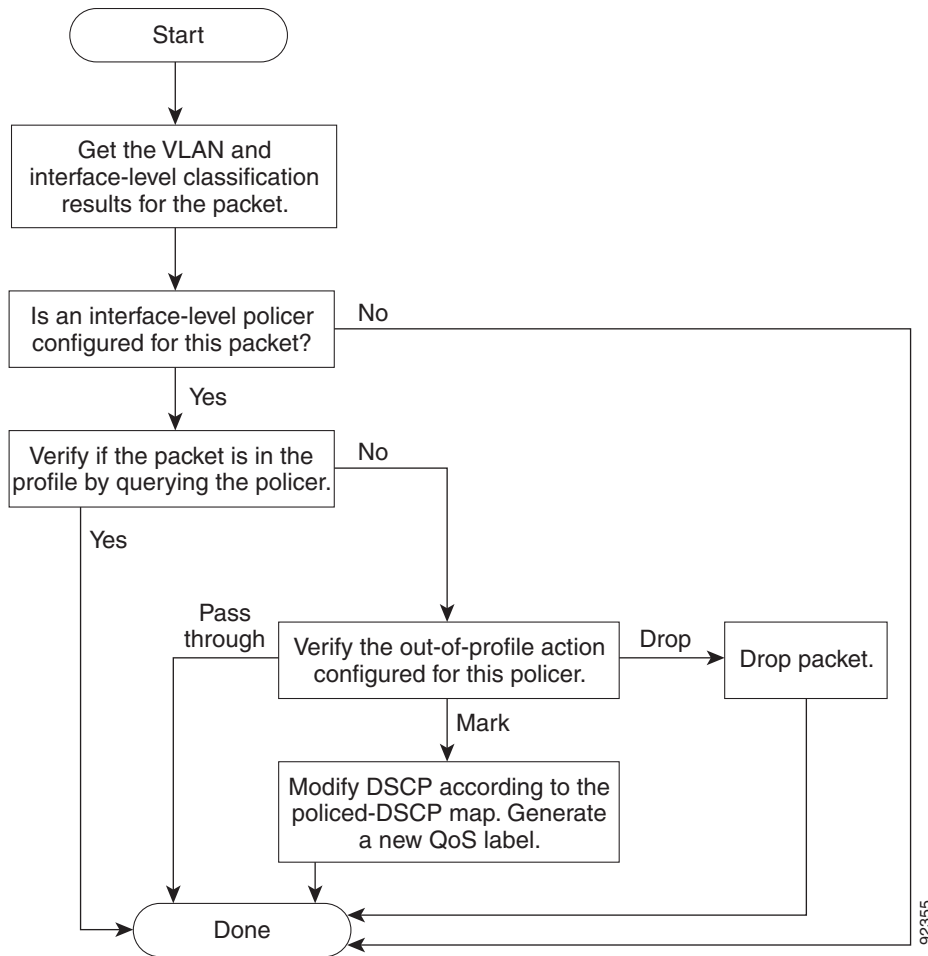 Start
Get the VLAN and
interface-level classification
results for the packet.
Is an interface-level policer
configured for this packet?
No
Yes
Verify if the packet is in the
profile by querying the policer.
No
Yes
Pass
through
Verify the out-of-profile action
configured for this policer.
Drop
Drop packet.
Mark
Modify DSCP according to the
policed-DSCP map. Generate
a new QoS label.
Done
92355